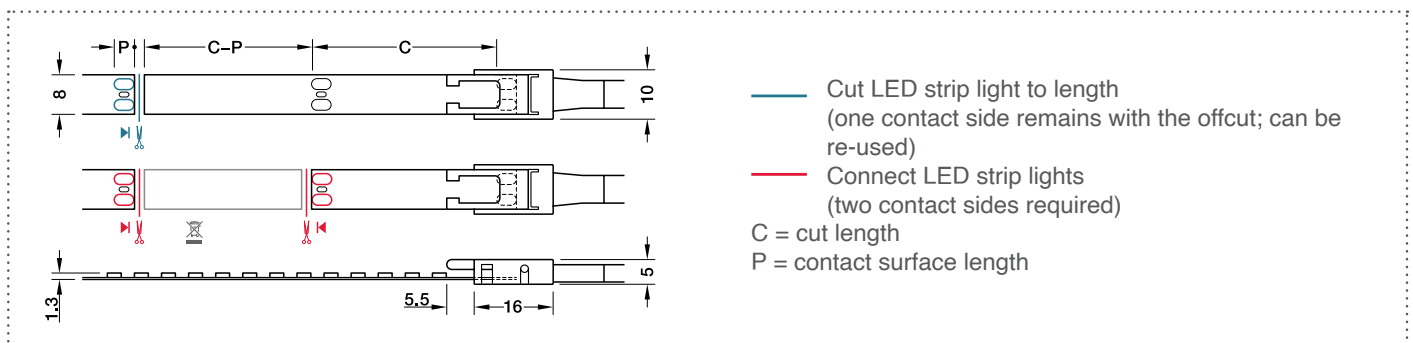 P C–P C
8
10
Cut LED strip light to length
(one contact side remains with the offcut; can be
re-used)
Connect LED strip lights
(two contact sides required)
C = cut length
P = contact surface length
1.3
5.5
16
5